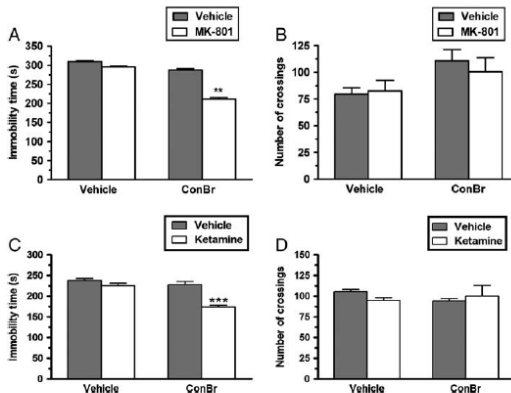 A
Vehicle
MK-801
Immobility time (s)
350
300
250
200
150
100
50
0
**
Vehicle
ConBr
B
Vehicle
MK-801
Number of crossings
125
100
75
50
25
0
Vehicle
ConBr
C
Vehicle
Ketamine
Immobility time (s)
300
250
200
150
100
50
0
***
Vehicle
ConBr
D
Vehicle
Ketamine
Number of crossings
150
125
100
75
50
25
0
Vehicle
ConBr